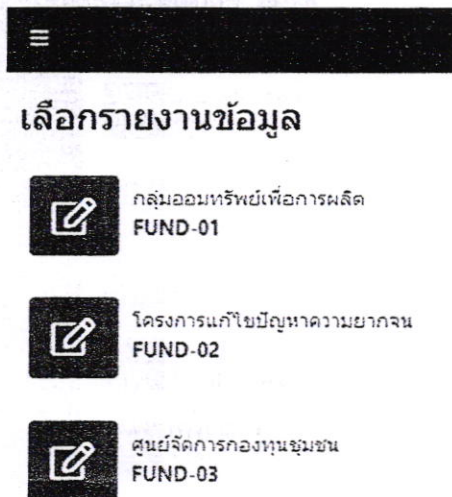 เลือกรายงานข้อมูล
กลุ่มออมทรัพย์เพื่อการผลิต
FUND-01
โครงการแก้ไขปัญหาความยากจน
FUND-02
ศูนย์จัดการกองทุนชุมชน
FUND-03